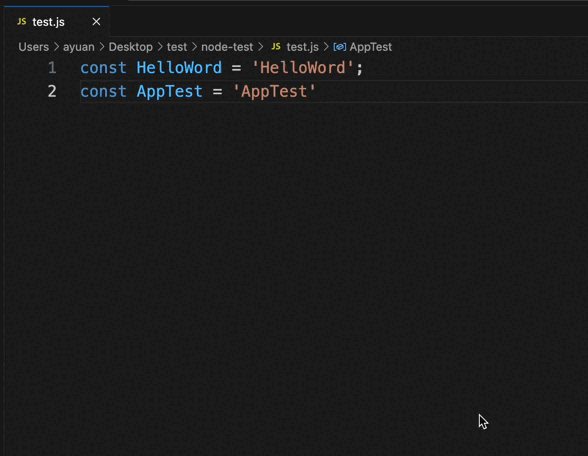 JS test.js ×
Users > ayuan > Desktop > test > node-test > JS test.js > AppTest
1 const HelloWord = 'HelloWord';
2 const AppTest = 'AppTest'